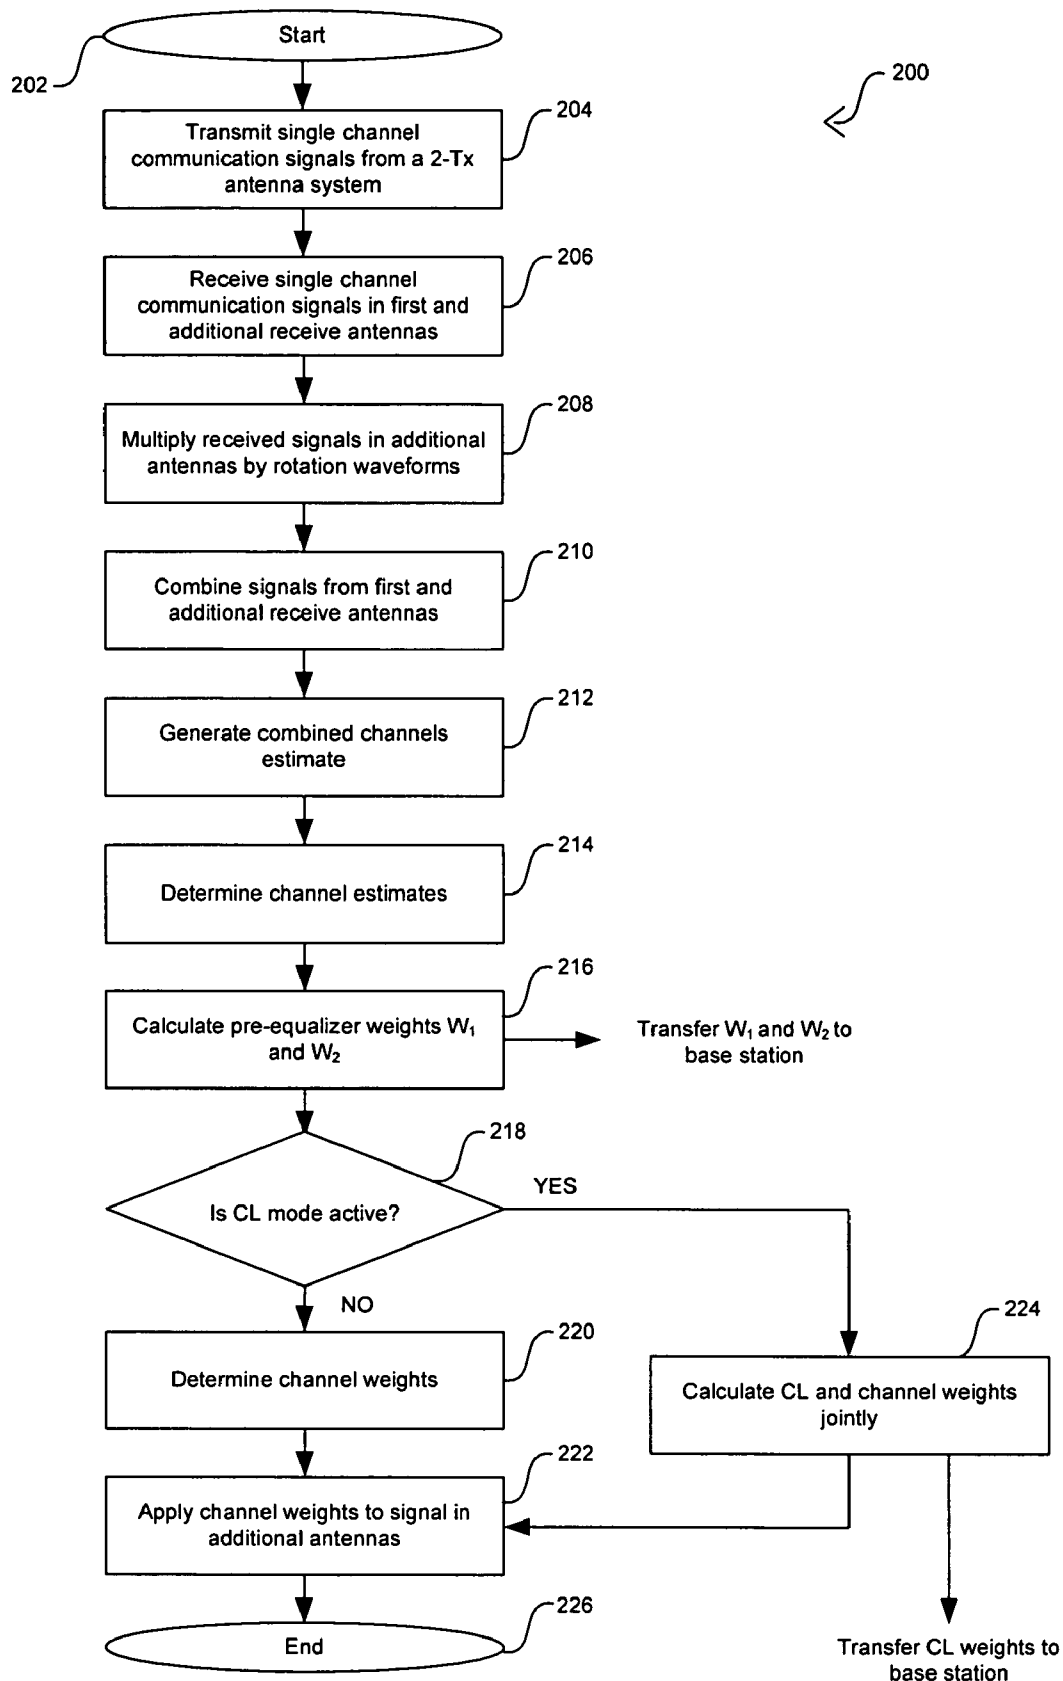 Start
202
200
204
Transmit single channel
communication signals from a 2-Tx
antenna system
206
Receive single channel
communication signals in first and
additional receive antennas
208
Multiply received signals in additional
antennas by rotation waveforms
210
Combine signals from first and
additional receive antennas
212
Generate combined channels
estimate
214
Determine channel estimates
216
Calculate pre-equalizer weights W₁
and W₂
Transfer W₁ and W₂ to
base station
218
Is CL mode active?
YES
NO
220
Determine channel weights
224
Calculate CL and channel weights
jointly
222
Apply channel weights to signal in
additional antennas
226
End
Transfer CL weights to
base station